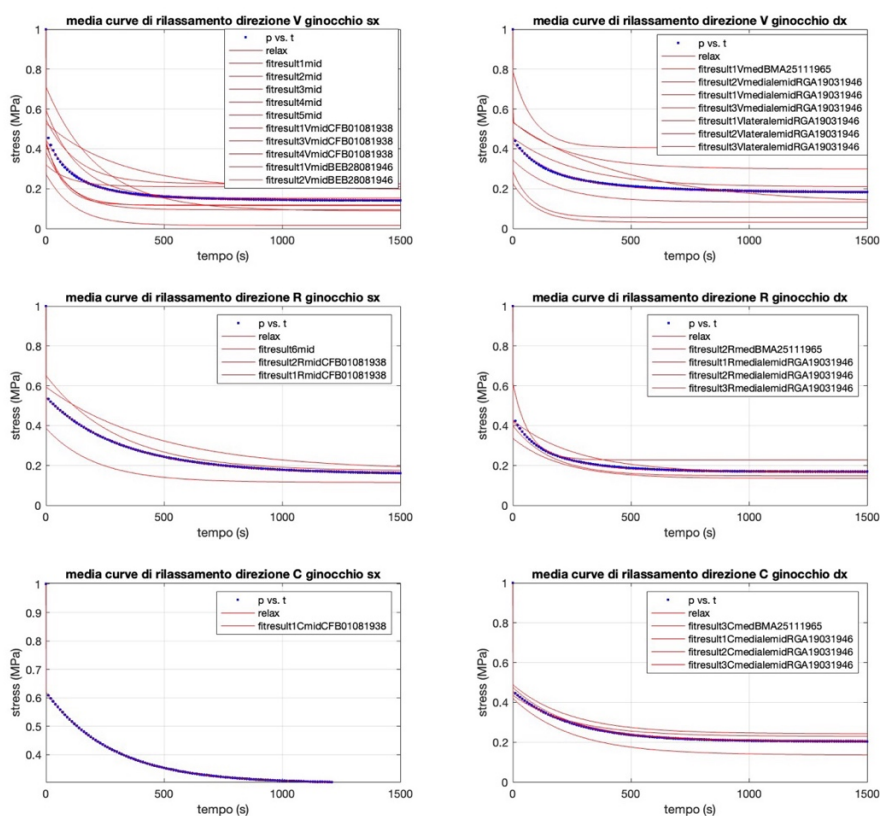 media curve di rilassamento direzione V ginocchio sx
1
0.8
0.6
0.4
0.2
0
stress (MPa)
p vs. t
relax
fitresult1mid
fitresult2mid
fitresult3mid
fitresult4mid
fitresult5mid
fitresult1VmidCFB01081938
fitresult3VmidCFB01081938
fitresult4VmidCFB01081938
fitresult1VmidBEB28081946
fitresult2VmidBEB28081946
0
500
1000
1500
tempo (s)
media curve di rilassamento direzione V ginocchio dx
1
0.8
0.6
0.4
0.2
0
stress (MPa)
p vs. t
relax
fitresult1VmedBMA25111965
fitresult2VmedialemidRGA19031946
fitresult1VmedialemidRGA19031946
fitresult3VmedialemidRGA19031946
fitresult1VlateralemidRGA19031946
fitresult2VlateralemidRGA19031946
fitresult3VlateralemidRGA19031946
0
500
1000
1500
tempo (s)
media curve di rilassamento direzione R ginocchio sx
1
0.8
0.6
0.4
0.2
0
stress (MPa)
p vs. t
relax
fitresult6mid
fitresult2RmidCFB01081938
fitresult1RmidCFB01081938
0
500
1000
1500
tempo (s)
media curve di rilassamento direzione R ginocchio dx
1
0.8
0.6
0.4
0.2
0
stress (MPa)
p vs. t
relax
fitresult2RmedBMA25111965
fitresult1RmedialemidRGA19031946
fitresult2RmedialemidRGA19031946
fitresult3RmedialemidRGA19031946
0
500
1000
1500
tempo (s)
media curve di rilassamento direzione C ginocchio sx
1
0.9
0.8
0.7
0.6
0.5
0.4
stress (MPa)
p vs. t
relax
fitresult1CmidCFB01081938
0
500
1000
1500
tempo (s)
media curve di rilassamento direzione C ginocchio dx
1
0.8
0.6
0.4
0.2
0
stress (MPa)
p vs. t
relax
fitresult3CmedBMA25111965
fitresult1CmedialemidRGA19031946
fitresult2CmedialemidRGA19031946
fitresult3CmedialemidRGA19031946
0
500
1000
1500
tempo (s)